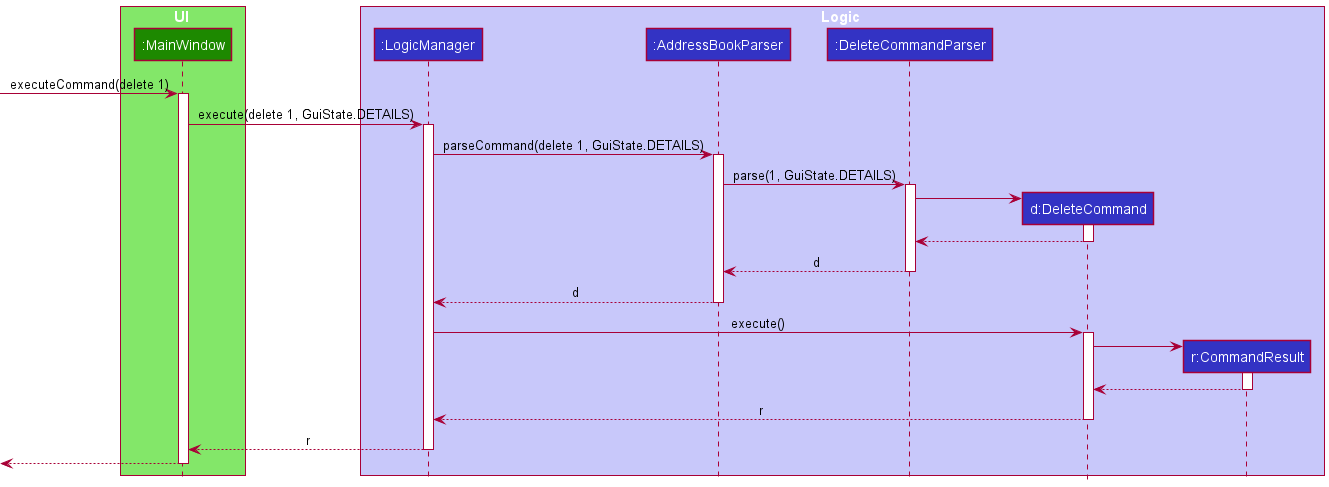 UI
Logic
:MainWindow
:LogicManager
:AddressBookParser
:DeleteCommandParser
executeCommand(delete 1)
execute(delete 1, GuiState.DETAILS)
parseCommand(delete 1, GuiState.DETAILS)
parse(1, GuiState.DETAILS)
d:DeleteCommand
d
d
execute()
r:CommandResult
r
r